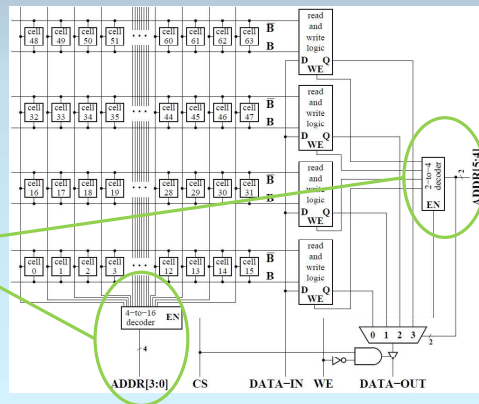 cell cell cell cell ··· cell cell cell cell B̅
48 49 50 51 60 61 62 63 B
read
and
write
logic
D Q
WE
cell cell cell cell ··· cell cell cell cell B̅
32 33 34 35 44 45 46 47 B
read
and
write
logic
D Q
WE
cell cell cell cell ··· cell cell cell cell B̅
16 17 18 19 28 29 30 31 B
read
and
write
logic
D Q
WE
2-to-4
decoder
EN
2
ADDR[5:4]
cell cell cell cell ··· cell cell cell cell B̅
0 1 2 3 12 13 14 15 B
read
and
write
logic
D Q
WE
4-to-16
decoder
EN
0 1 2 3
4
2
ADDR[3:0] CS DATA-IN WE DATA-OUT